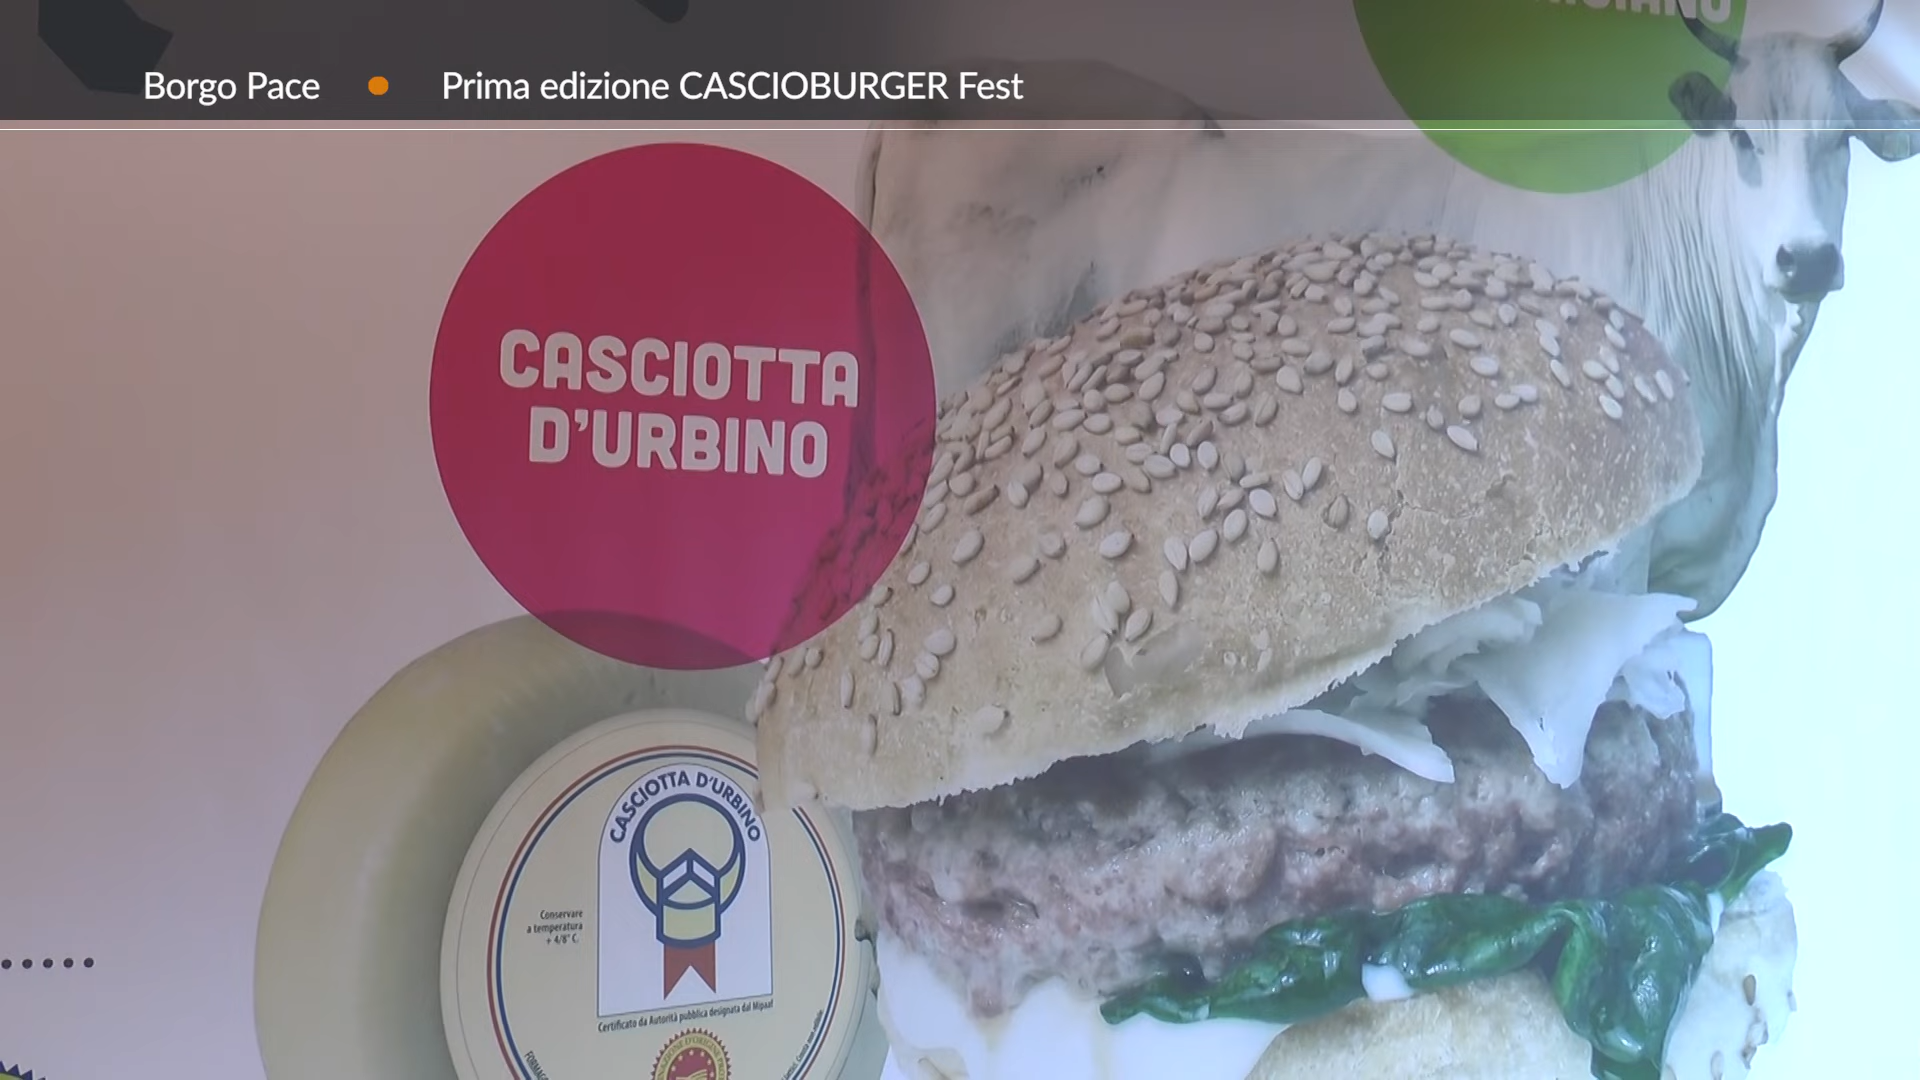 Borgo Pace • Prima edizione CASCIOBURGER Fest
CASCIOTTA
D'URBINO
CASCIOTTA D'URBINO
Conservare
a temperatura
+ 4/8° C.
Certificato da Autorità pubblica designata dal Mipaaf